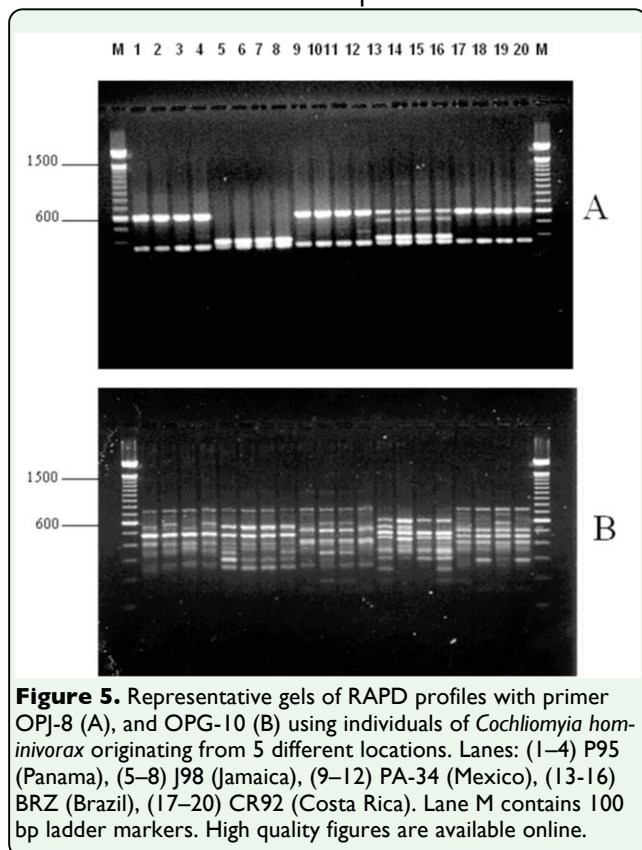 M 1 2 3 4 5 6 7 8 9 1011 12 13 14 15 16 17 18 19 20 M
1500
600
A
1500
600
B
Figure 5. Representative gels of RAPD profiles with primer
OPJ-8 (A), and OPG-10 (B) using individuals of Cochliomyia hom-
inivorax originating from 5 different locations. Lanes: (1–4) P95
(Panama), (5–8) J98 (Jamaica), (9–12) PA-34 (Mexico), (13-16)
BRZ (Brazil), (17–20) CR92 (Costa Rica). Lane M contains 100
bp ladder markers. High quality figures are available online.